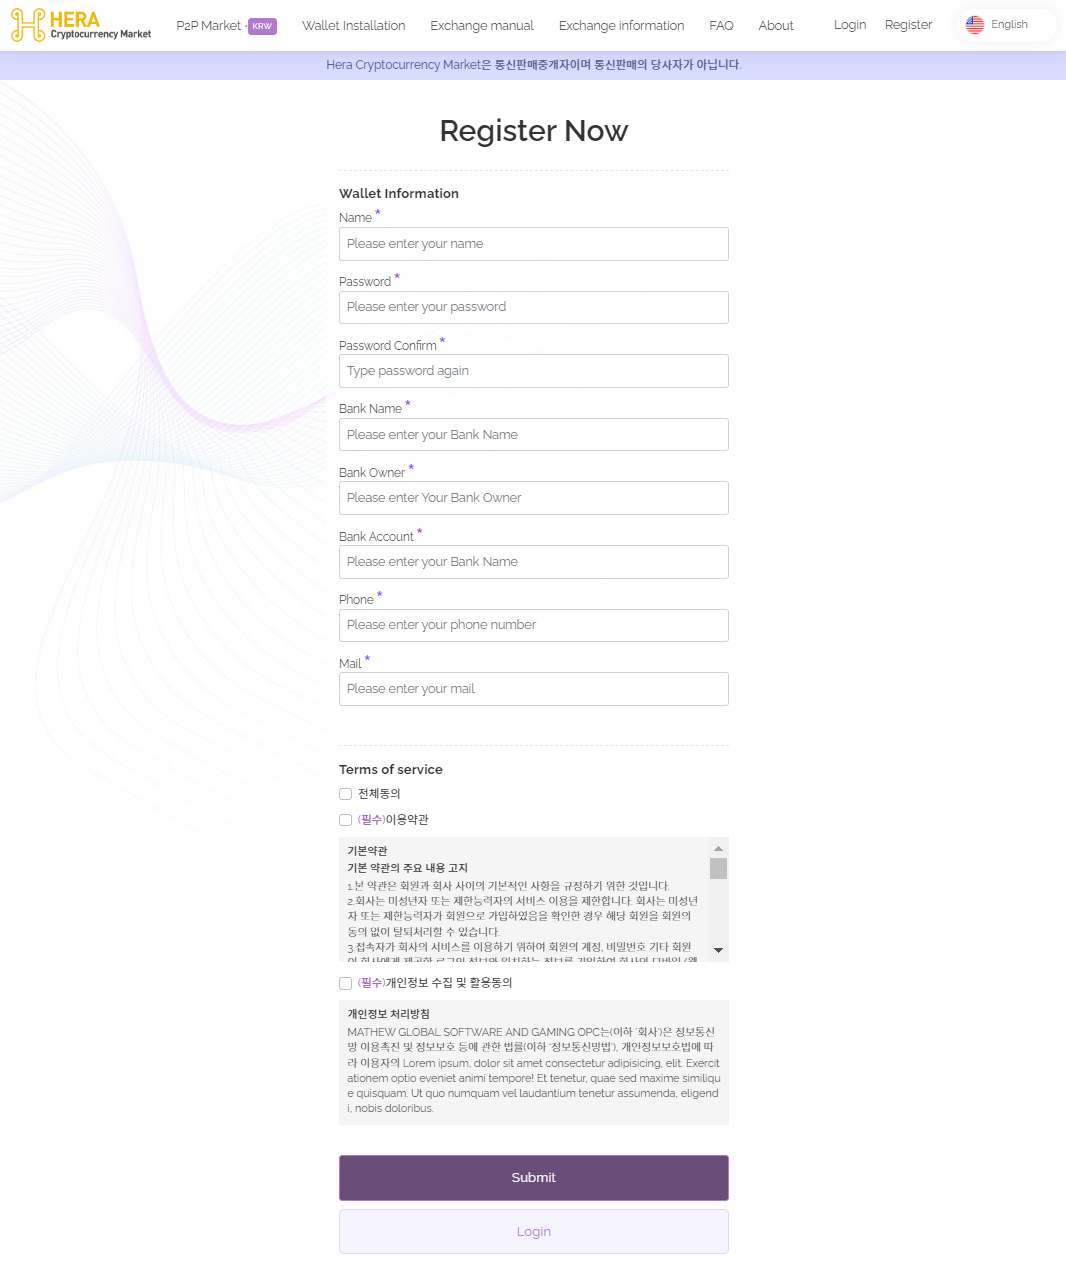 HERA
Cryptocurrency Market
P2P Market · KRW
Wallet Installation
Exchange manual
Exchange information
FAQ
About
Login
Register
English
Hera Cryptocurrency Market은 통신판매중개자이며 통신판매의 당사자가 아닙니다.
Register Now
Wallet Information
Name *
Please enter your name
Password *
Please enter your password
Password Confirm *
Type password again
Bank Name *
Please enter your Bank Name
Bank Owner *
Please enter Your Bank Owner
Bank Account *
Please enter your Bank Name
Phone *
Please enter your phone number
Mail *
Please enter your mail
Terms of service
전체동의
(필수)이용약관
기본약관
기본 약관의 주요 내용 고지
1.본 약관은 회원과 회사 사이의 기본적인 사항을 규정하기 위한 것입니다.
2.회사는 미성년자 또는 제한능력자의 서비스 이용을 제한합니다. 회사는 미성년
자 또는 제한능력자가 회원으로 가입하였음을 확인한 경우 해당 회원을 회원의
동의 없이 탈퇴처리할 수 있습니다.
3.접속자가 회사의 서비스를 이용하기 위하여 회원의 계정, 비밀번호 기타 회원
(필수)개인정보 수집 및 활용동의
개인정보 처리방침
MATHEW GLOBAL SOFTWARE AND GAMING OPC는(이하 '회사')은 정보통신
망 이용촉진 및 정보보호 등에 관한 법률(이하 '정보통신망법'), 개인정보보호법에 따
라 이용자의 Lorem ipsum, dolor sit amet consectetur adipisicing, elit. Exercit
ationem optio eveniet animi tempore! Et tenetur, quae sed maxime similiqu
e quisquam. Ut quo numquam vel laudantium tenetur assumenda, eligend
i, nobis doloribus.
Submit
Login